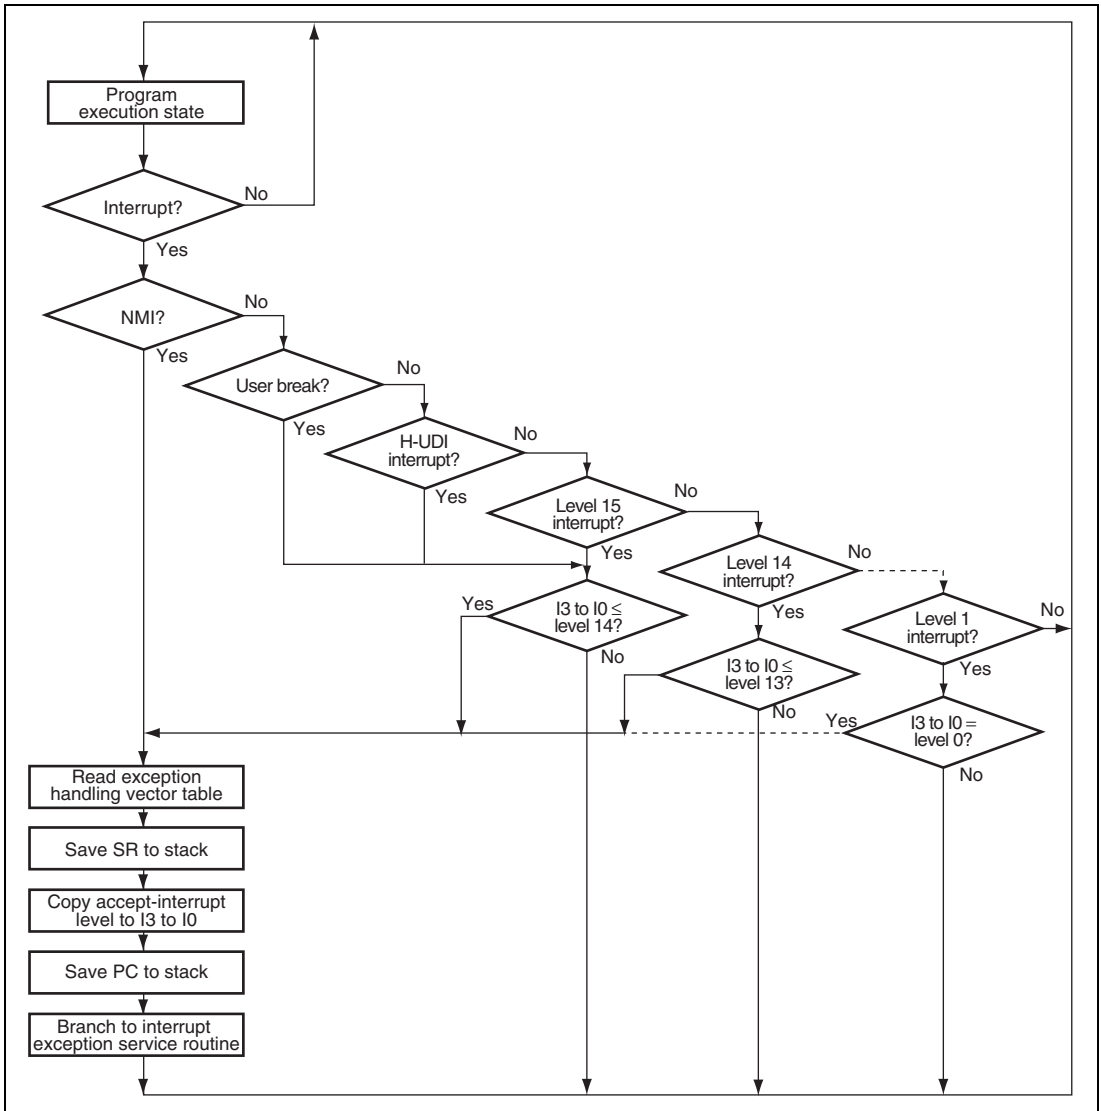 Program
execution state
No
Interrupt?
Yes
No
NMI?
Yes
No
User break?
Yes
No
H-UDI
interrupt?
Yes
No
Level 15
interrupt?
Yes
No
Level 14
interrupt?
Yes
No
Level 1
interrupt?
Yes
No
Yes
I3 to I0 ≤
level 14?
No
I3 to I0 ≤
level 13?
No
Yes
I3 to I0 =
level 0?
No
Read exception
handling vector table
Save SR to stack
Copy accept-interrupt
level to I3 to I0
Save PC to stack
Branch to interrupt
exception service routine